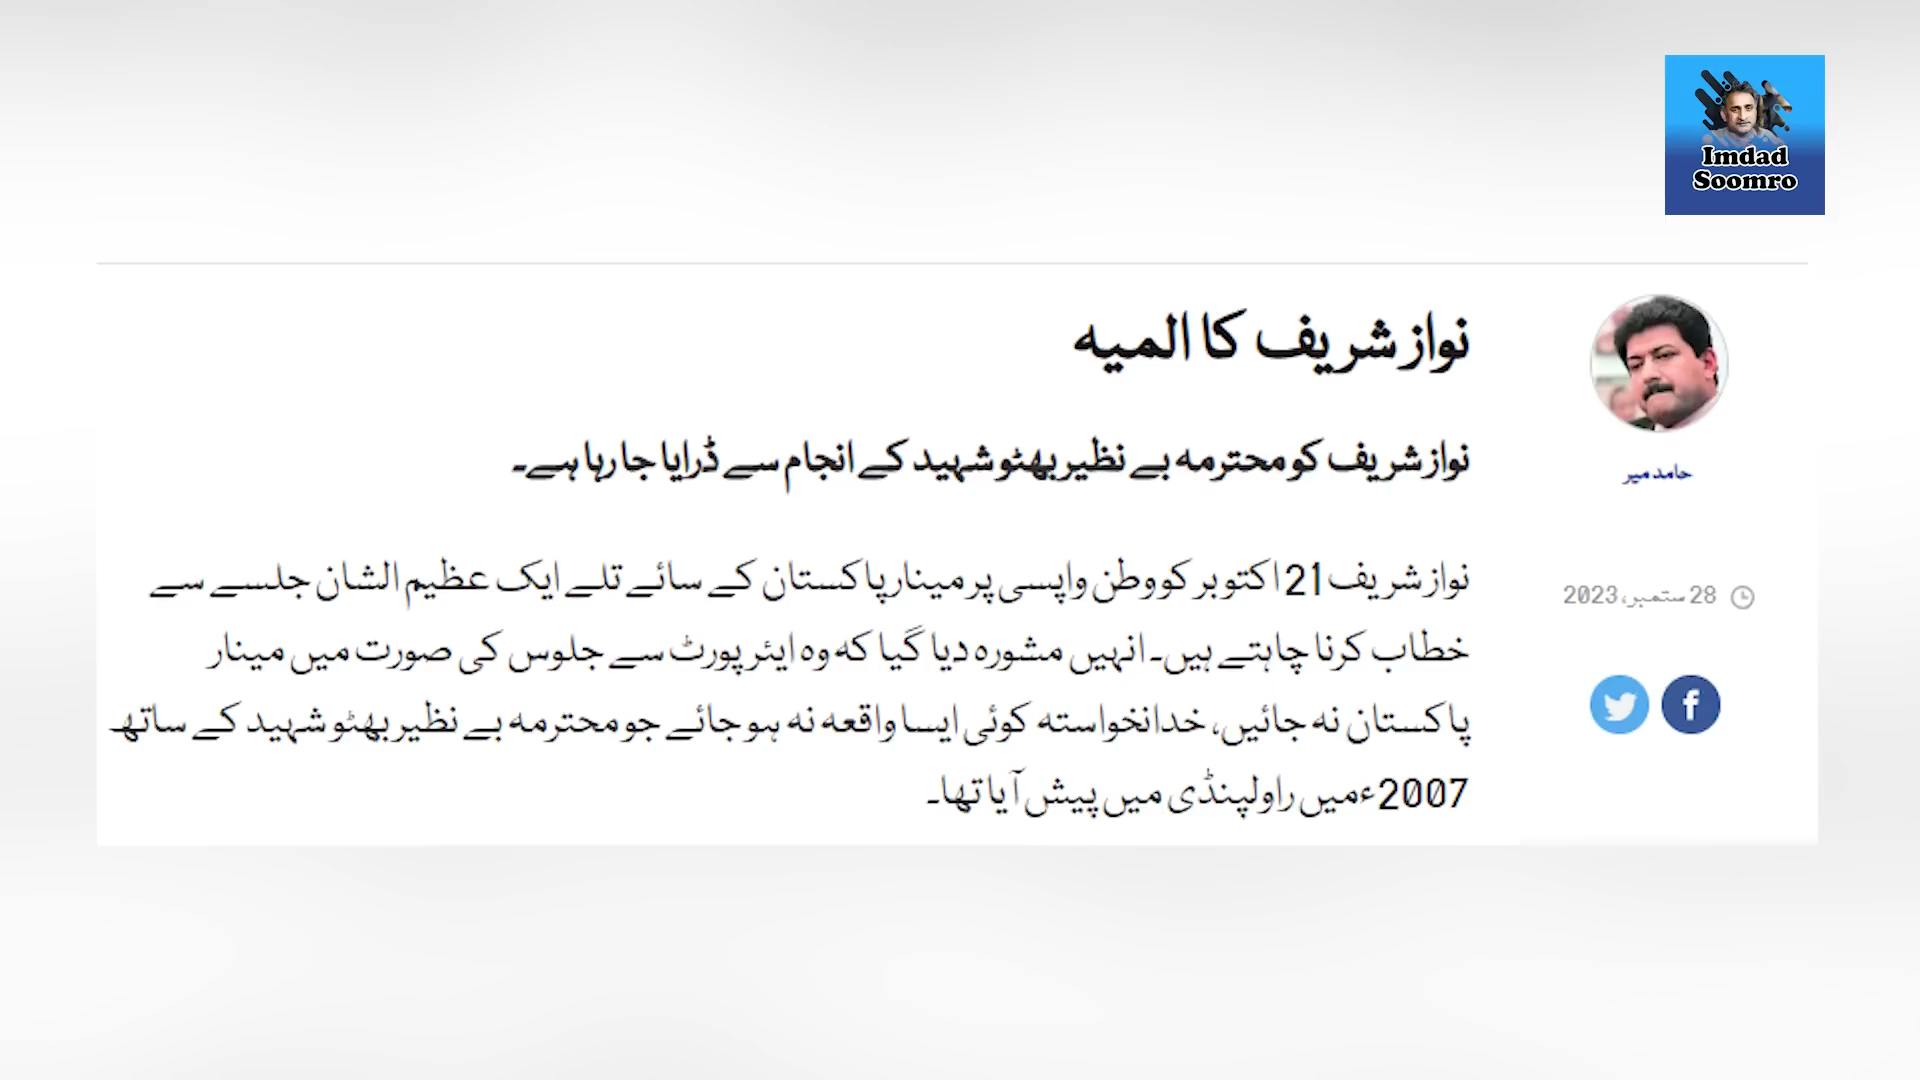 Imdad
Soomro
نواز شریف کا المیہ
نواز شریف کو محترمہ بے نظیر بھٹو شہید کے انجام سے ڈرایا جا رہا ہے۔
حامد میر
نواز شریف 21 اکتوبر کو وطن واپسی پر مینار پاکستان کے سائے تلے ایک عظیم الشان جلسے سے
28 ستمبر، 2023
خطاب کرنا چاہتے ہیں۔ انہیں مشورہ دیا گیا کہ وہ ایئر پورٹ سے جلوس کی صورت میں مینار
پاکستان نہ جائیں، خدانخواستہ کوئی ایسا واقعہ نہ ہو جائے جو محترمہ بے نظیر بھٹو شہید کے ساتھ
2007ء میں راولپنڈی میں پیش آیا تھا۔